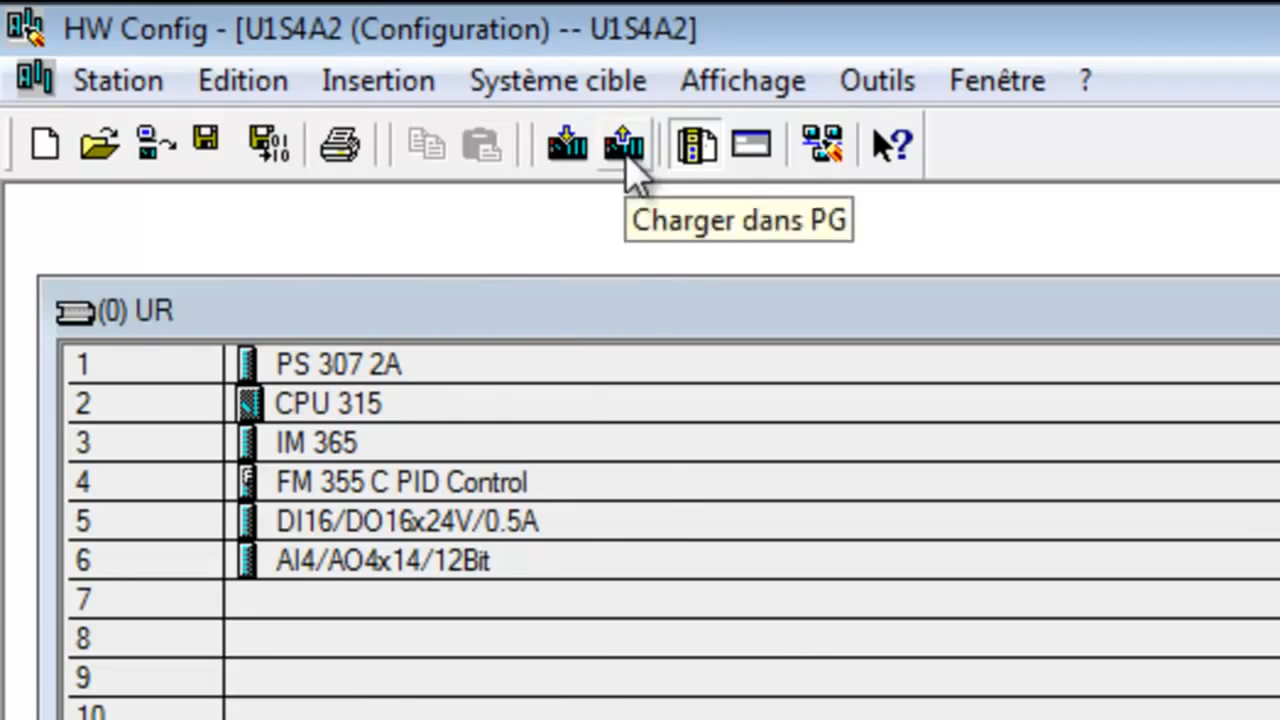 HW Config - [U1S4A2 (Configuration) -- U1S4A2]
Station Edition Insertion Système cible Affichage Outils Fenêtre ?
Charger dans PG
(0) UR
1 PS 307 2A
2 CPU 315
3 IM 365
4 FM 355 C PID Control
5 DI16/DO16x24V/0.5A
6 AI4/AO4x14/12Bit
7
8
9
10